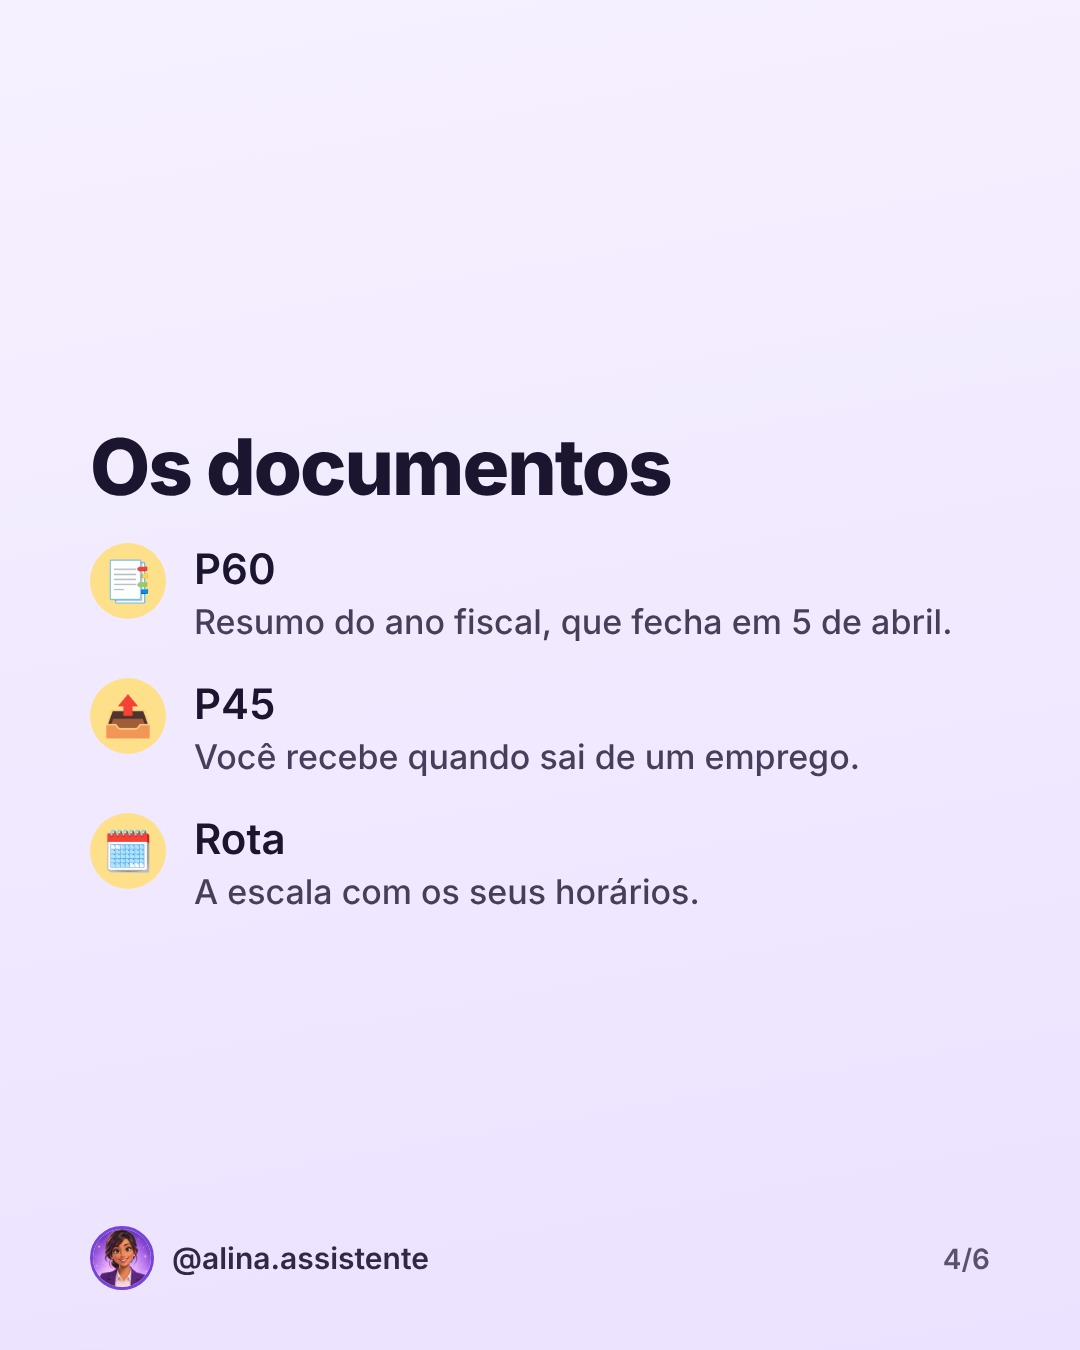 Os documentos
P60
Resumo do ano fiscal, que fecha em 5 de abril.
P45
Você recebe quando sai de um emprego.
Rota
A escala com os seus horários.
@alina.assistente
4/6